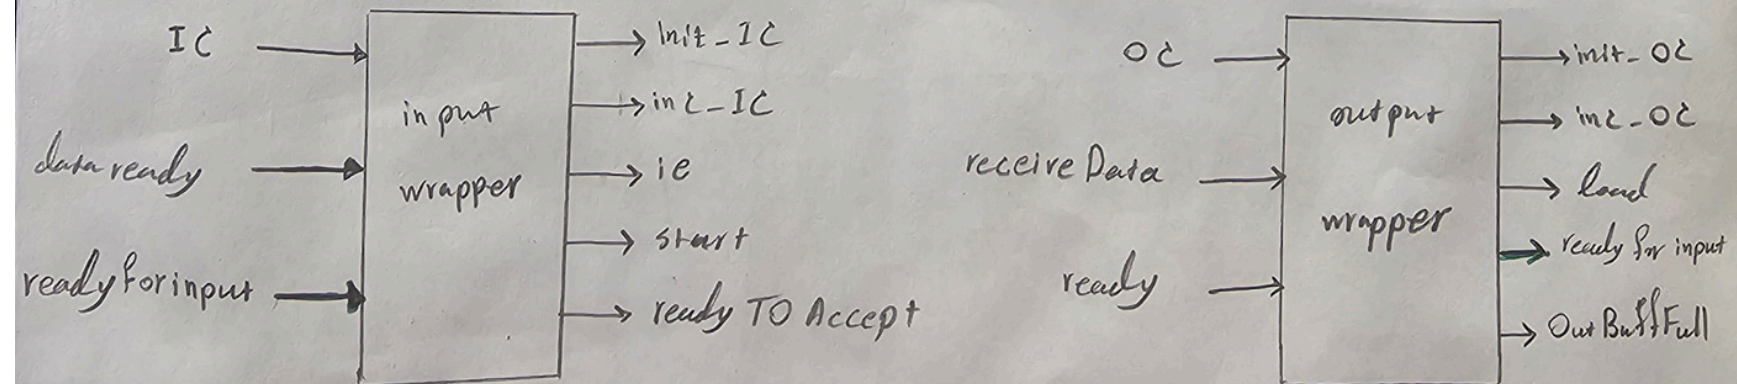 IC
data ready
ready for input
input
wrapper
init_IC
inc_IC
ie
start
ready TO Accept
OC
receive Data
ready
output
wrapper
init_OC
inc_OC
load
ready for input
OutBuffFull